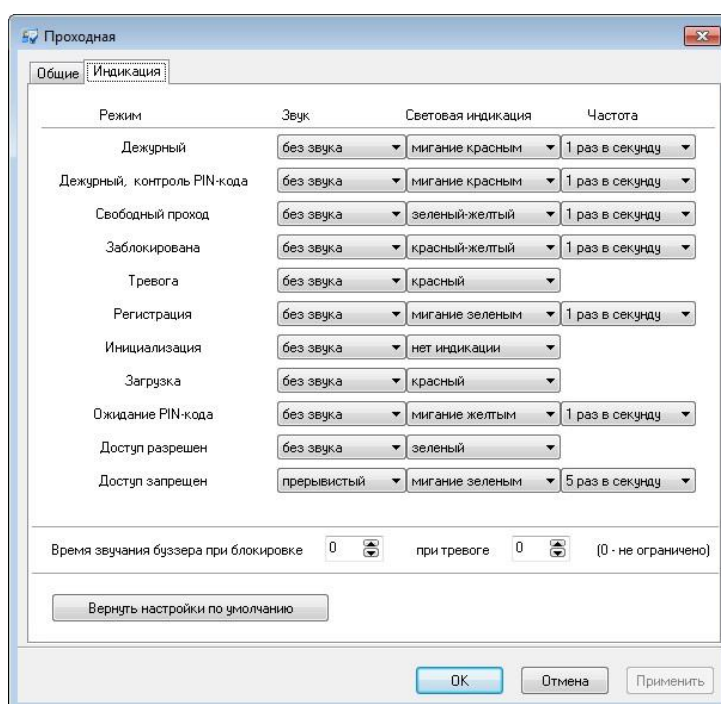 Проходная
Общие Индикация
Режим Звук Световая индикация Частота
Дежурный без звука мигание красным 1 раз в секунду
Дежурный, контроль PIN-кода без звука мигание красным 1 раз в секунду
Свободный проход без звука зеленый-желтый 1 раз в секунду
Заблокирована без звука красный-желтый 1 раз в секунду
Тревога без звука красный
Регистрация без звука мигание зеленым 1 раз в секунду
Инициализация без звука нет индикации
Загрузка без звука красный
Ожидание PIN-кода без звука мигание желтым 1 раз в секунду
Доступ разрешен без звука зеленый
Доступ запрещен прерывистый мигание зеленым 5 раз в секунду
Время звучания буззера при блокировке 0 при тревоге 0 (0 - не ограничено)
Вернуть настройки по умолчанию
OK Отмена Применить